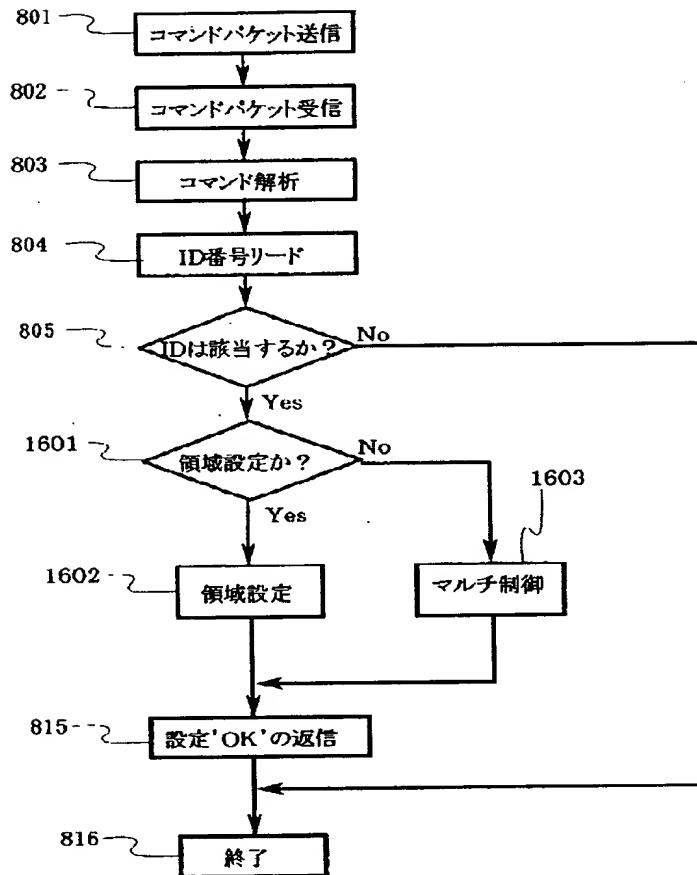 801
コマンドパケット送信
802
コマンドパケット受信
803
コマンド解析
804
ID番号リード
805
IDは該当するか?
No
Yes
1601
領域設定か?
No
1603
Yes
1602
領域設定
マルチ制御
815
設定'OK'の返信
816
終了